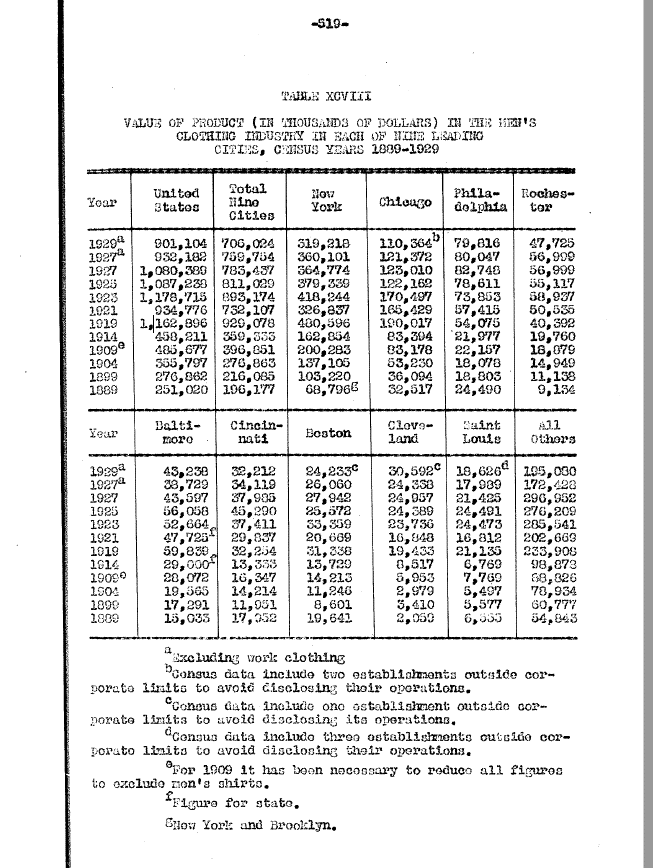 -519-
TABLE XCVIII
VALUE OF PRODUCT (IN THOUSANDS OF DOLLARS) IN THE MEN'S
CLOTHING INDUSTRY IN EACH OF NINE LEADING
CITIES, CENSUS YEARS 1889-1929
Year United States Total Nine Cities New York Chicago Phila-delphia Roches-ter
1929a 901,104 706,024 319,218 110,364b 79,816 47,725
1927a 932,182 759,754 360,101 121,372 80,047 56,999
1927 1,080,389 783,437 364,774 123,010 82,748 56,999
1925 1,087,238 811,029 379,339 122,162 78,611 55,117
1923 1,178,715 893,174 418,244 170,497 73,853 58,937
1921 934,776 732,107 326,837 165,429 57,415 50,535
1919 1,162,896 929,078 480,596 190,017 54,075 40,392
1914 458,211 359,333 162,854 83,394 21,977 19,760
1909e 485,677 396,851 200,283 83,178 22,157 18,879
1904 355,797 276,863 137,105 53,230 18,078 14,949
1899 276,862 216,085 103,220 36,094 18,803 11,138
1889 251,020 196,177 68,796g 32,517 24,490 9,134
Year Balti-more Cincin-nati Boston Cleve-land Saint Louis All Others
1929a 43,238 32,212 24,233c 30,592c 18,626d 195,080
1927a 38,729 34,119 26,060 24,338 17,989 172,428
1927 43,597 37,985 27,942 24,957 21,425 296,952
1925 56,058 45,290 25,572 24,389 24,491 276,209
1923 52,664 37,411 33,359 23,736 24,473 285,541
1921 47,725f 29,837 20,669 16,848 16,812 202,669
1919 59,839 32,254 31,338 19,433 21,135 233,908
1914 29,000f 13,333 13,729 8,517 6,769 98,878
1909e 28,072 16,347 14,213 5,953 7,769 88,826
1904 19,565 14,214 11,246 2,979 5,497 78,934
1899 17,291 11,951 8,601 3,410 5,577 60,777
1889 15,033 17,952 19,641 2,059 6,555 54,843
aExcluding work clothing
bCensus data include two establishments outside cor-
porate limits to avoid disclosing their operations.
cCensus data include one establishment outside cor-
porate limits to avoid disclosing its operations.
dCensus data include three establishments outside cor-
porate limits to avoid disclosing their operations.
eFor 1909 it has been necessary to reduce all figures
to exclude men's shirts.
fFigure for state.
gNew York and Brooklyn.